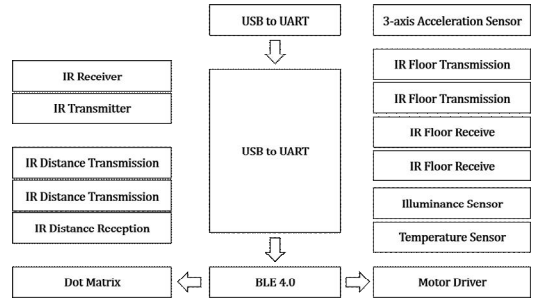 USB to UART
3-axis Acceleration Sensor
IR Receiver
IR Transmitter
IR Distance Transmission
IR Distance Transmission
IR Distance Reception
USB to UART
IR Floor Transmission
IR Floor Transmission
IR Floor Receive
IR Floor Receive
Illuminance Sensor
Temperature Sensor
Dot Matrix
BLE 4.0
Motor Driver